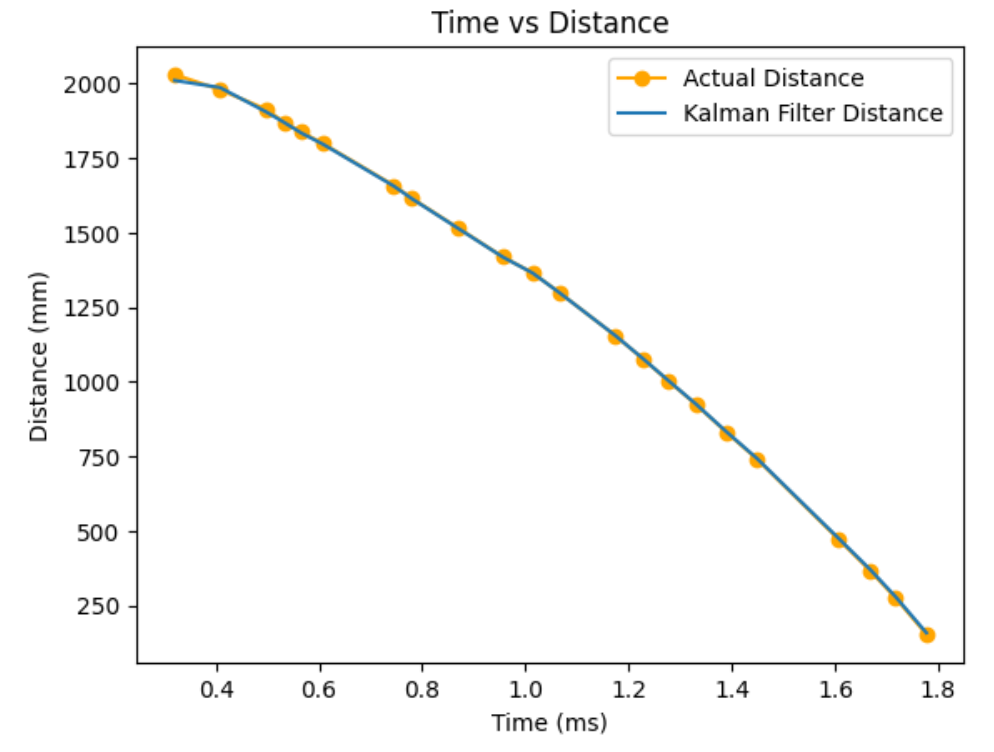 Time vs Distance
Actual Distance
Kalman Filter Distance
2000
1750
1500
1250
1000
750
500
250
Distance (mm)
0.4 0.6 0.8 1.0 1.2 1.4 1.6 1.8
Time (ms)